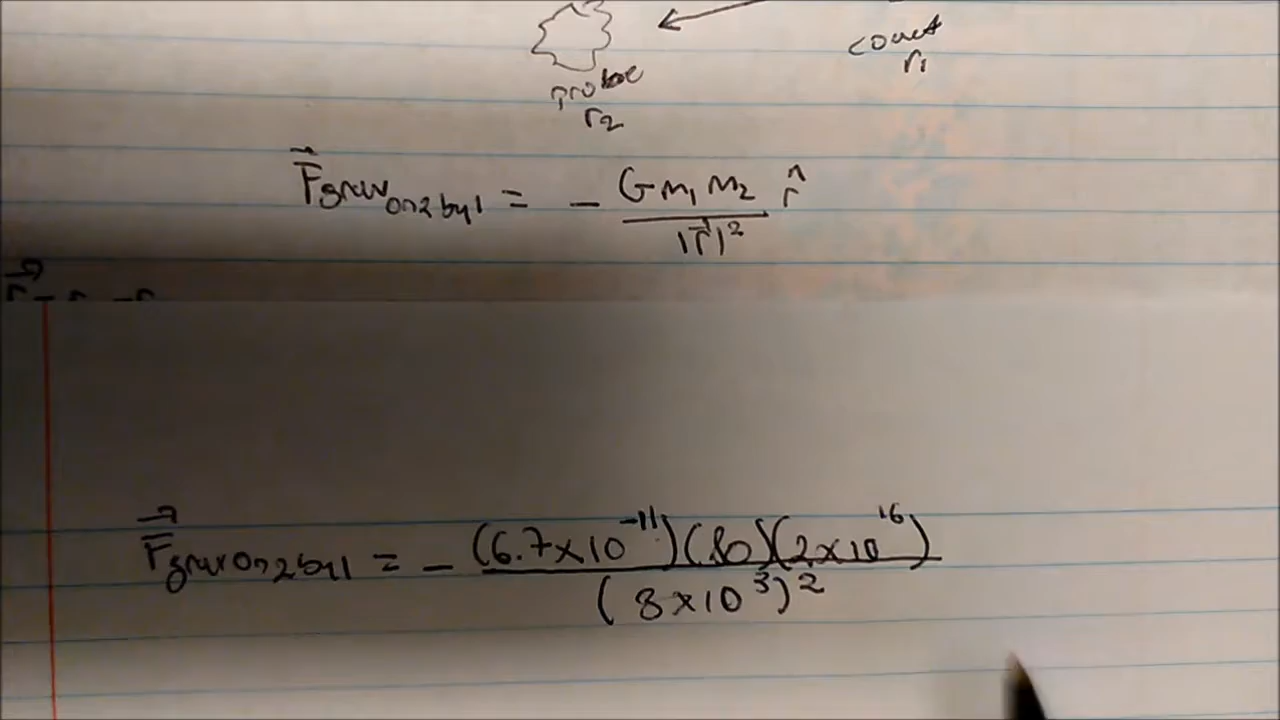 comet
r₁
probe
r₂
F⃗grav on 2 by 1 = - G m₁ m₂ / |r⃗|² r̂
F⃗grav on 2 by 1 = - (6.7×10⁻¹¹)(80)(2×10¹⁶) / (8×10³)²